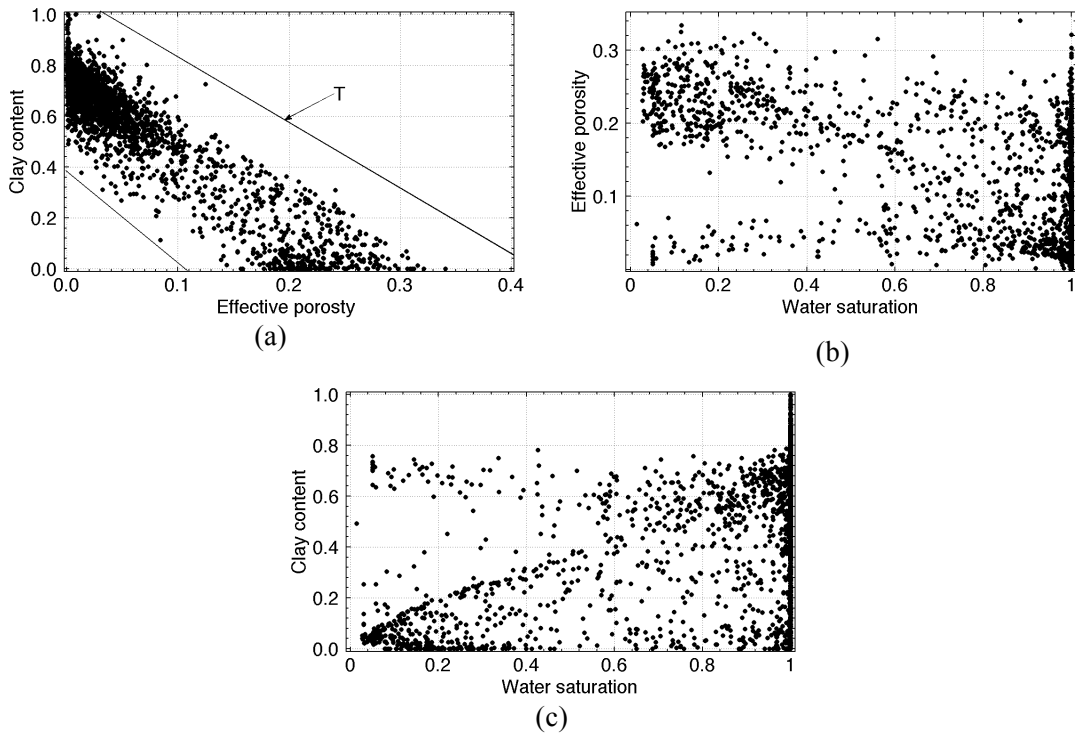 1.0
0.8
0.6
0.4
0.2
0.0
Clay content
T
0.0 0.1 0.2 0.3 0.4
Effective porosty
(a)
0.3
0.2
0.1
Effective porosity
0 0.2 0.4 0.6 0.8 1
Water saturation
(b)
1.0
0.8
0.6
0.4
0.2
0.0
Clay content
0 0.2 0.4 0.6 0.8 1
Water saturation
(c)